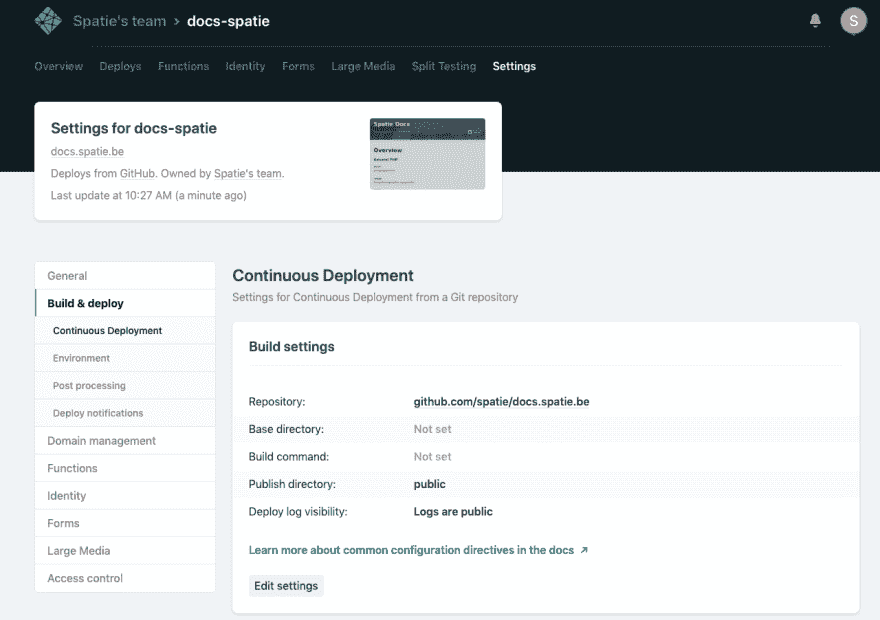 Spatie's team > docs-spatie
S
Overview Deploys Functions Identity Forms Large Media Split Testing Settings
Settings for docs-spatie
docs.spatie.be
Deploys from GitHub. Owned by Spatie's team.
Last update at 10:27 AM (a minute ago)
Spatie Docs
Overview
General
Build & deploy
Continuous Deployment
Environment
Post processing
Deploy notifications
Domain management
Functions
Identity
Forms
Large Media
Access control
Continuous Deployment
Settings for Continuous Deployment from a Git repository
Build settings
Repository: github.com/spatie/docs.spatie.be
Base directory: Not set
Build command: Not set
Publish directory: public
Deploy log visibility: Logs are public
Learn more about common configuration directives in the docs ↗
Edit settings